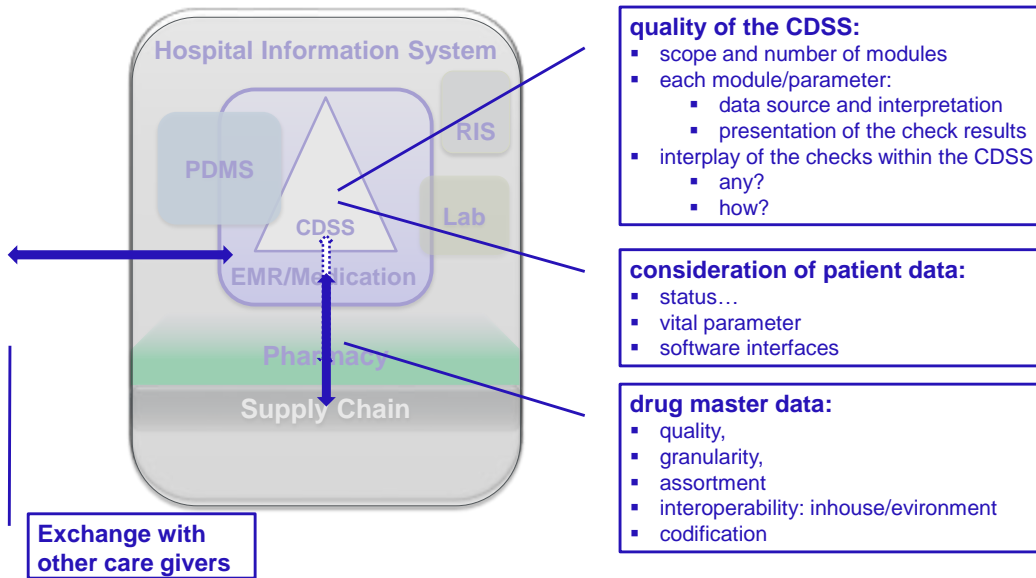 Hospital Information System
RIS
PDMS
CDSS
Lab
EMR/Medication
Pharmacy
Supply Chain
Exchange with
other care givers
quality of the CDSS:
▪ scope and number of modules
▪ each module/parameter:
▪ data source and interpretation
▪ presentation of the check results
▪ interplay of the checks within the CDSS
▪ any?
▪ how?
consideration of patient data:
▪ status…
▪ vital parameter
▪ software interfaces
drug master data:
▪ quality,
▪ granularity,
▪ assortment
▪ interoperability: inhouse/evironment
▪ codification